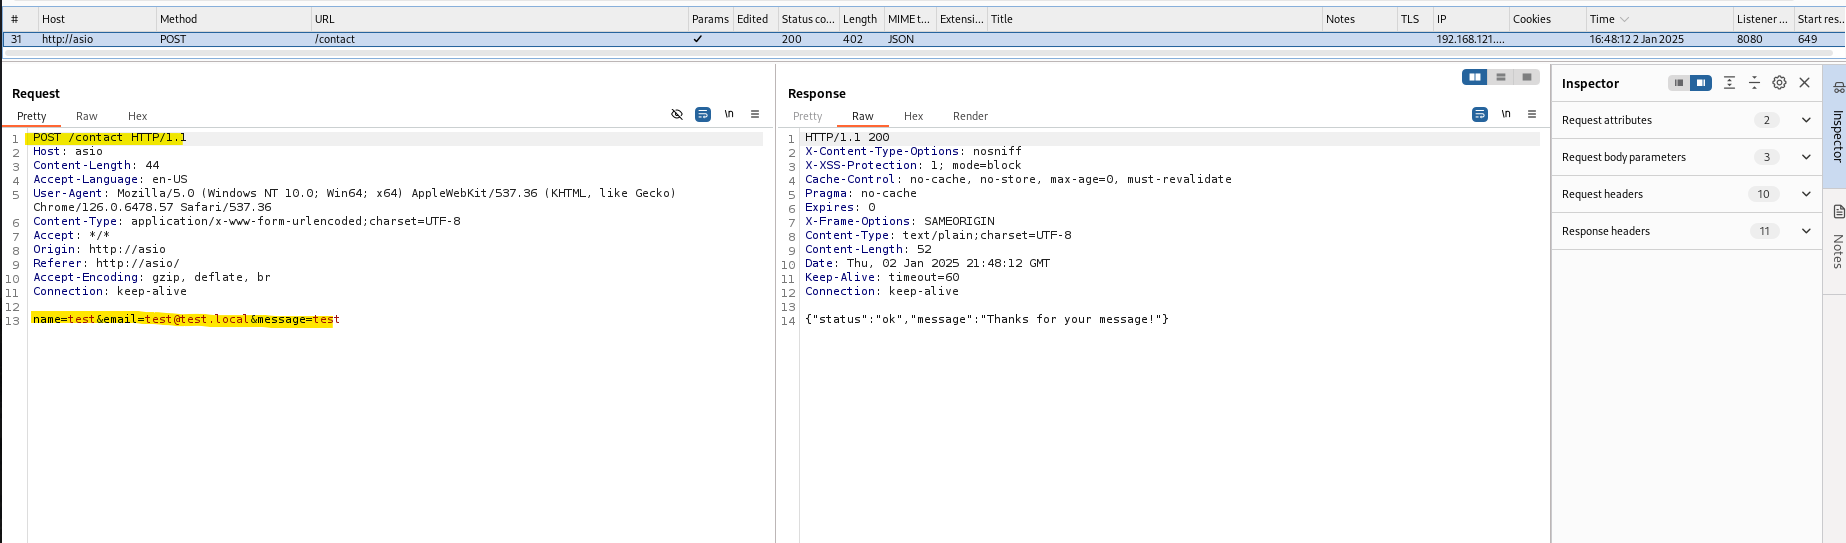 # Host Method URL Params Edited Status co... Length MIME t... Extensi... Title Notes TLS IP Cookies Time Listener ... Start res...
31 http://asio POST /contact ✓ 200 402 JSON 192.168.121.... 16:48:12 2 Jan 2025 8080 649
Request
Pretty Raw Hex
\n
1 POST /contact HTTP/1.1
2 Host: asio
3 Content-Length: 44
4 Accept-Language: en-US
5 User-Agent: Mozilla/5.0 (Windows NT 10.0; Win64; x64) AppleWebKit/537.36 (KHTML, like Gecko)
Chrome/126.0.6478.57 Safari/537.36
6 Content-Type: application/x-www-form-urlencoded;charset=UTF-8
7 Accept: */*
8 Origin: http://asio
9 Referer: http://asio/
10 Accept-Encoding: gzip, deflate, br
11 Connection: keep-alive
12
13 name=test&email=test@test.local&message=test
Response
Pretty Raw Hex Render
\n
1 HTTP/1.1 200
2 X-Content-Type-Options: nosniff
3 X-XSS-Protection: 1; mode=block
4 Cache-Control: no-cache, no-store, max-age=0, must-revalidate
5 Pragma: no-cache
6 Expires: 0
7 X-Frame-Options: SAMEORIGIN
8 Content-Type: text/plain;charset=UTF-8
9 Content-Length: 52
10 Date: Thu, 02 Jan 2025 21:48:12 GMT
11 Keep-Alive: timeout=60
12 Connection: keep-alive
13
14 {"status":"ok","message":"Thanks for your message!"}
Inspector
Request attributes 2
Request body parameters 3
Request headers 10
Response headers 11
Inspector
Notes